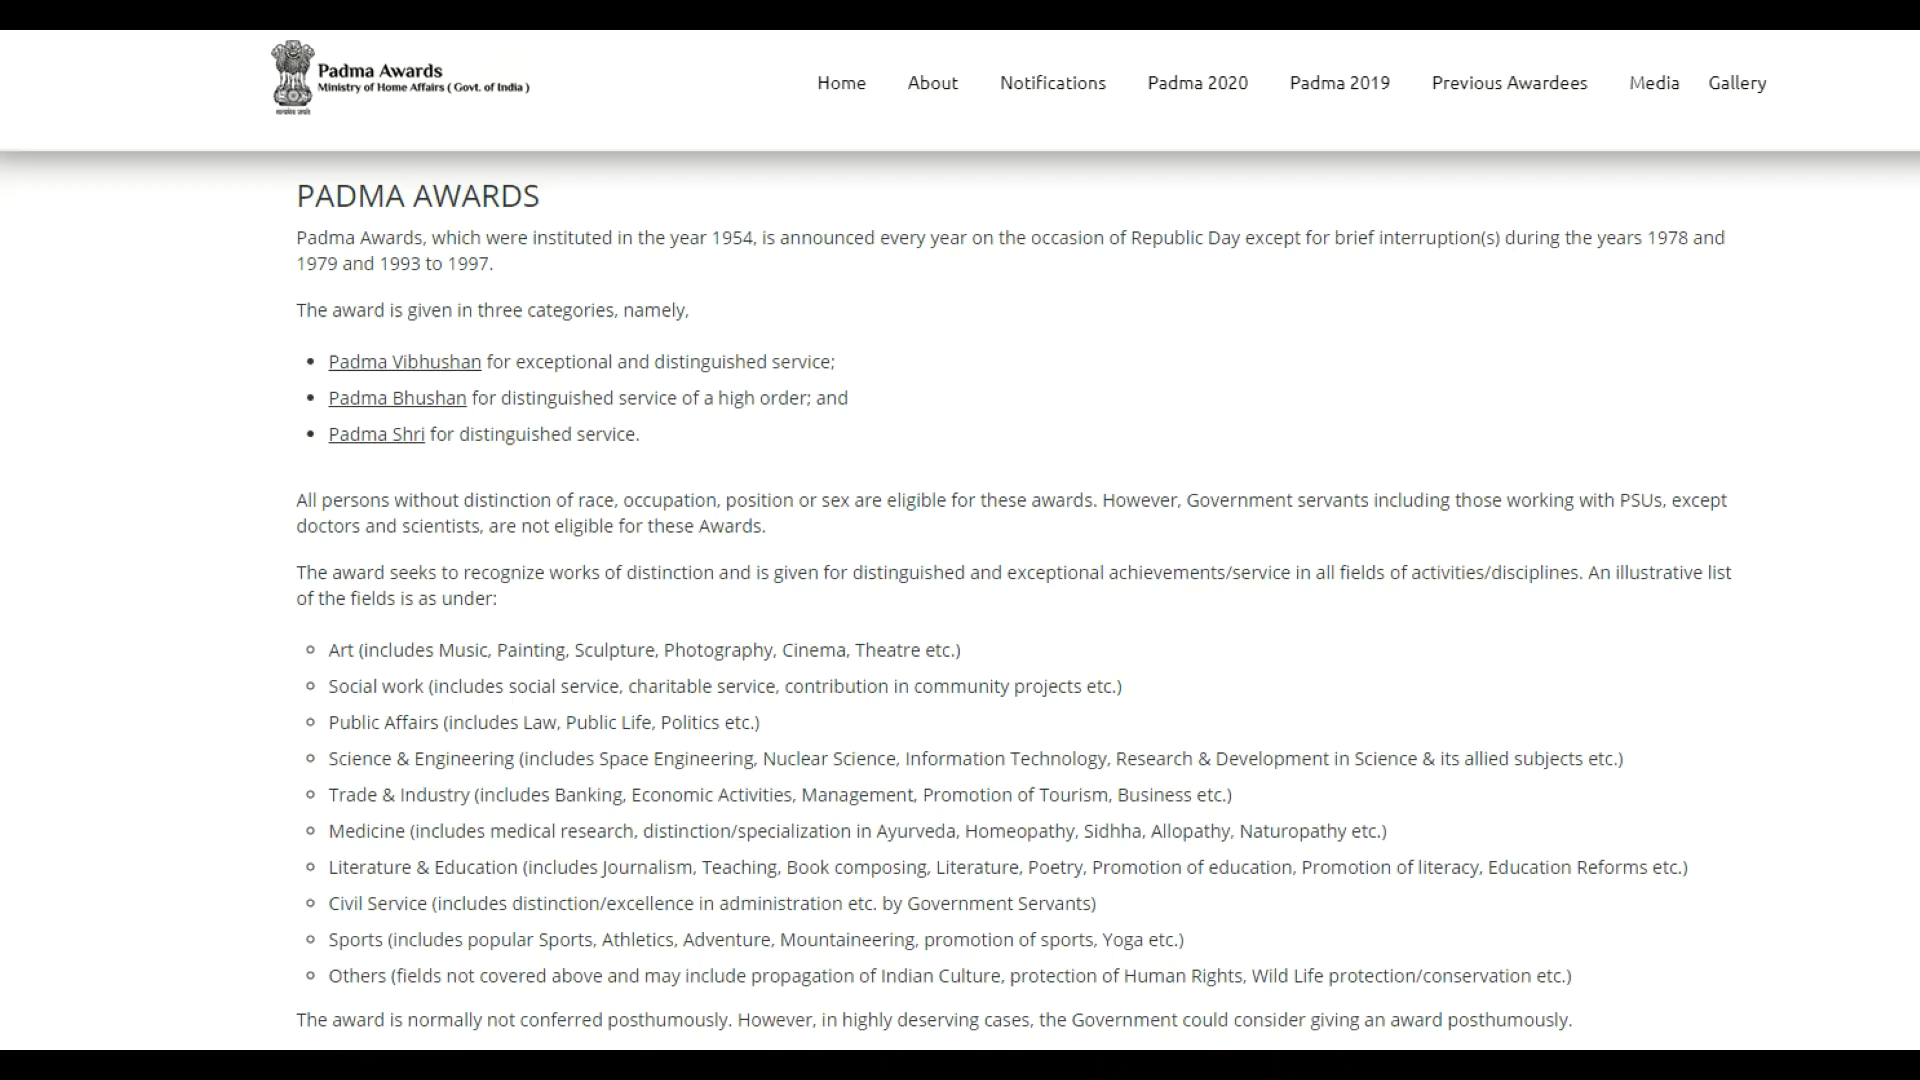 Padma Awards
Ministry of Home Affairs ( Govt. of India )
सत्यमेव जयते
Home About Notifications Padma 2020 Padma 2019 Previous Awardees Media Gallery
PADMA AWARDS
Padma Awards, which were instituted in the year 1954, is announced every year on the occasion of Republic Day except for brief interruption(s) during the years 1978 and
1979 and 1993 to 1997.
The award is given in three categories, namely,
• Padma Vibhushan for exceptional and distinguished service;
• Padma Bhushan for distinguished service of a high order; and
• Padma Shri for distinguished service.
All persons without distinction of race, occupation, position or sex are eligible for these awards. However, Government servants including those working with PSUs, except
doctors and scientists, are not eligible for these Awards.
The award seeks to recognize works of distinction and is given for distinguished and exceptional achievements/service in all fields of activities/disciplines. An illustrative list
of the fields is as under:
Art (includes Music, Painting, Sculpture, Photography, Cinema, Theatre etc.)
Social work (includes social service, charitable service, contribution in community projects etc.)
Public Affairs (includes Law, Public Life, Politics etc.)
Science & Engineering (includes Space Engineering, Nuclear Science, Information Technology, Research & Development in Science & its allied subjects etc.)
Trade & Industry (includes Banking, Economic Activities, Management, Promotion of Tourism, Business etc.)
Medicine (includes medical research, distinction/specialization in Ayurveda, Homeopathy, Sidhha, Allopathy, Naturopathy etc.)
Literature & Education (includes Journalism, Teaching, Book composing, Literature, Poetry, Promotion of education, Promotion of literacy, Education Reforms etc.)
Civil Service (includes distinction/excellence in administration etc. by Government Servants)
Sports (includes popular Sports, Athletics, Adventure, Mountaineering, promotion of sports, Yoga etc.)
Others (fields not covered above and may include propagation of Indian Culture, protection of Human Rights, Wild Life protection/conservation etc.)
The award is normally not conferred posthumously. However, in highly deserving cases, the Government could consider giving an award posthumously.